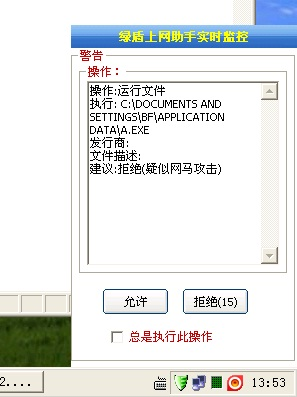 绿盾上网助手实时监控
警告
操作：
操作:运行文件
执行: C:\DOCUMENTS AND
SETTINGS\BF\APPLICATION
DATA\A.EXE
发行商:
文件描述:
建议:拒绝(疑似网马攻击)
允许
拒绝(15)
总是执行此操作
2....
13:53